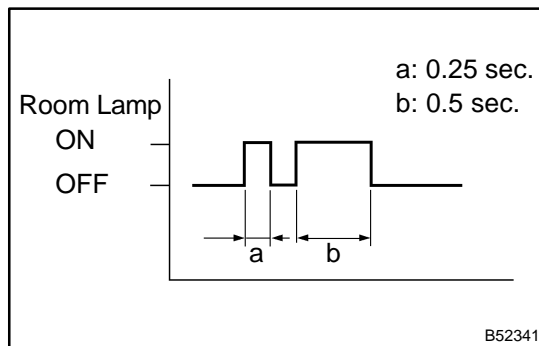 a: 0.25 sec.
b: 0.5 sec.
Room Lamp
ON
OFF
a
b
B52341